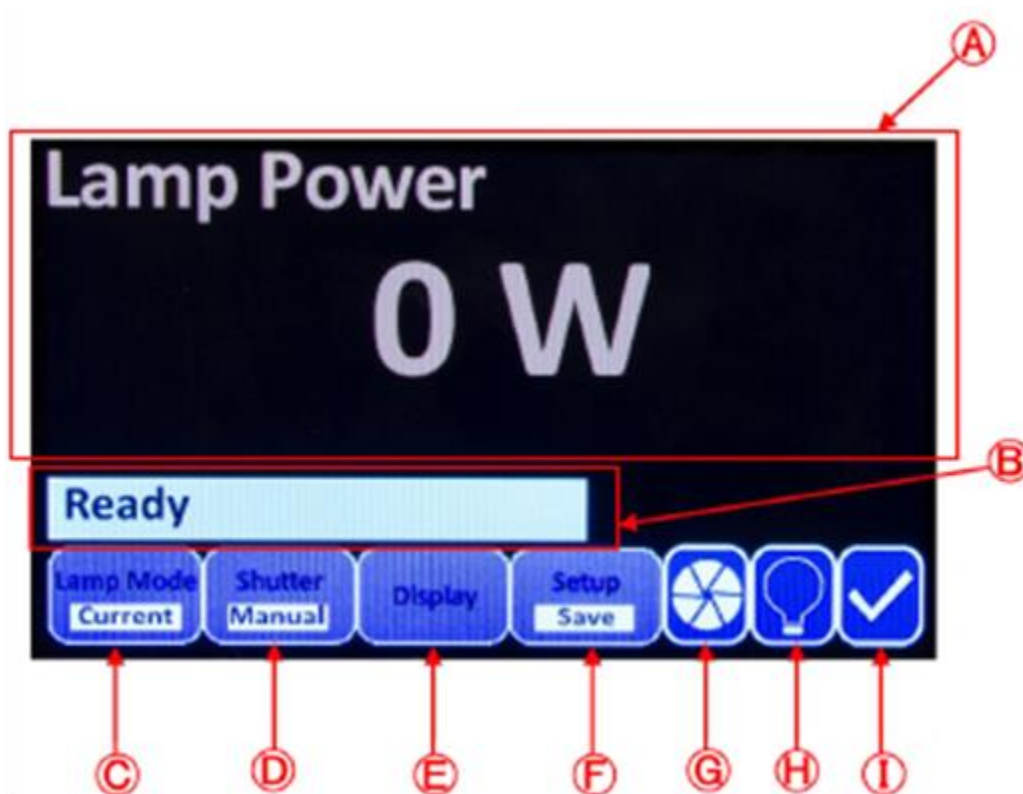 Ⓐ
Lamp Power
0 W
Ⓑ
Ready
Lamp Mode
Current
Shutter
Manual
Display
Setup
Save
Ⓒ Ⓓ Ⓔ Ⓕ Ⓖ Ⓗ Ⓘ